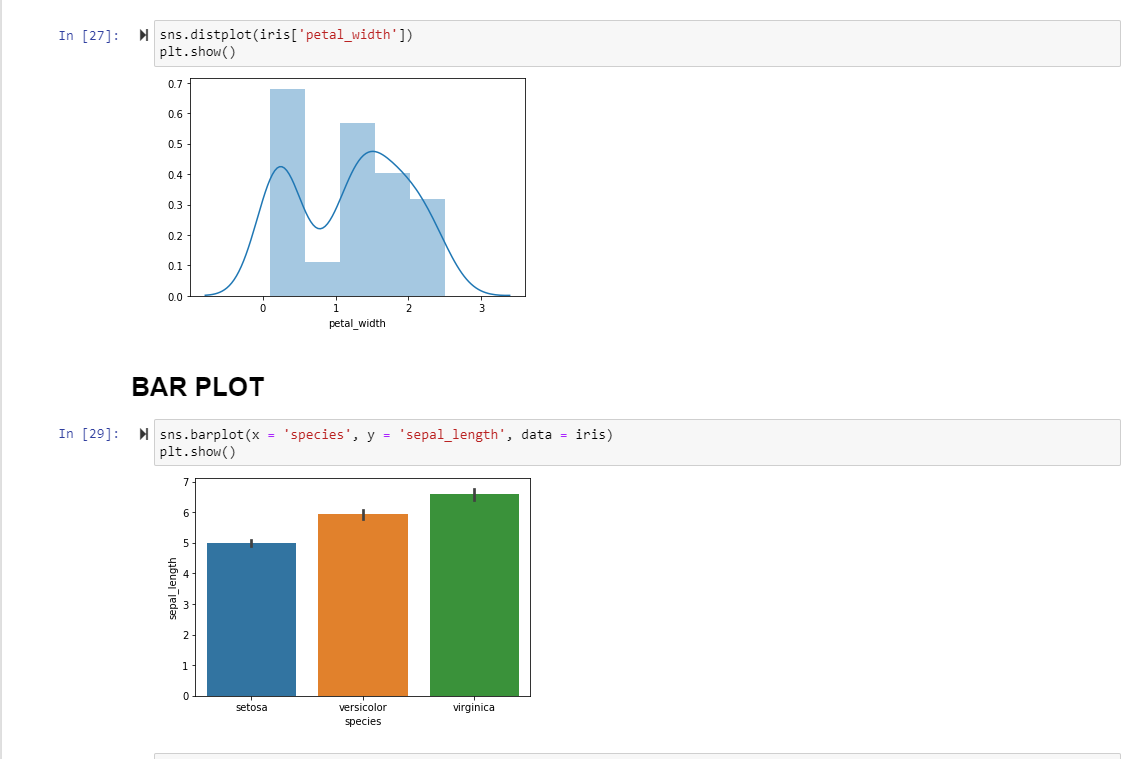 In [27]:
sns.distplot(iris['petal_width'])
plt.show()
0.7
0.6
0.5
0.4
0.3
0.2
0.1
0.0
0 1 2 3
petal_width
BAR PLOT
In [29]:
sns.barplot(x = 'species', y = 'sepal_length', data = iris)
plt.show()
7
6
5
4
3
2
1
0
sepal_length
setosa versicolor virginica
species